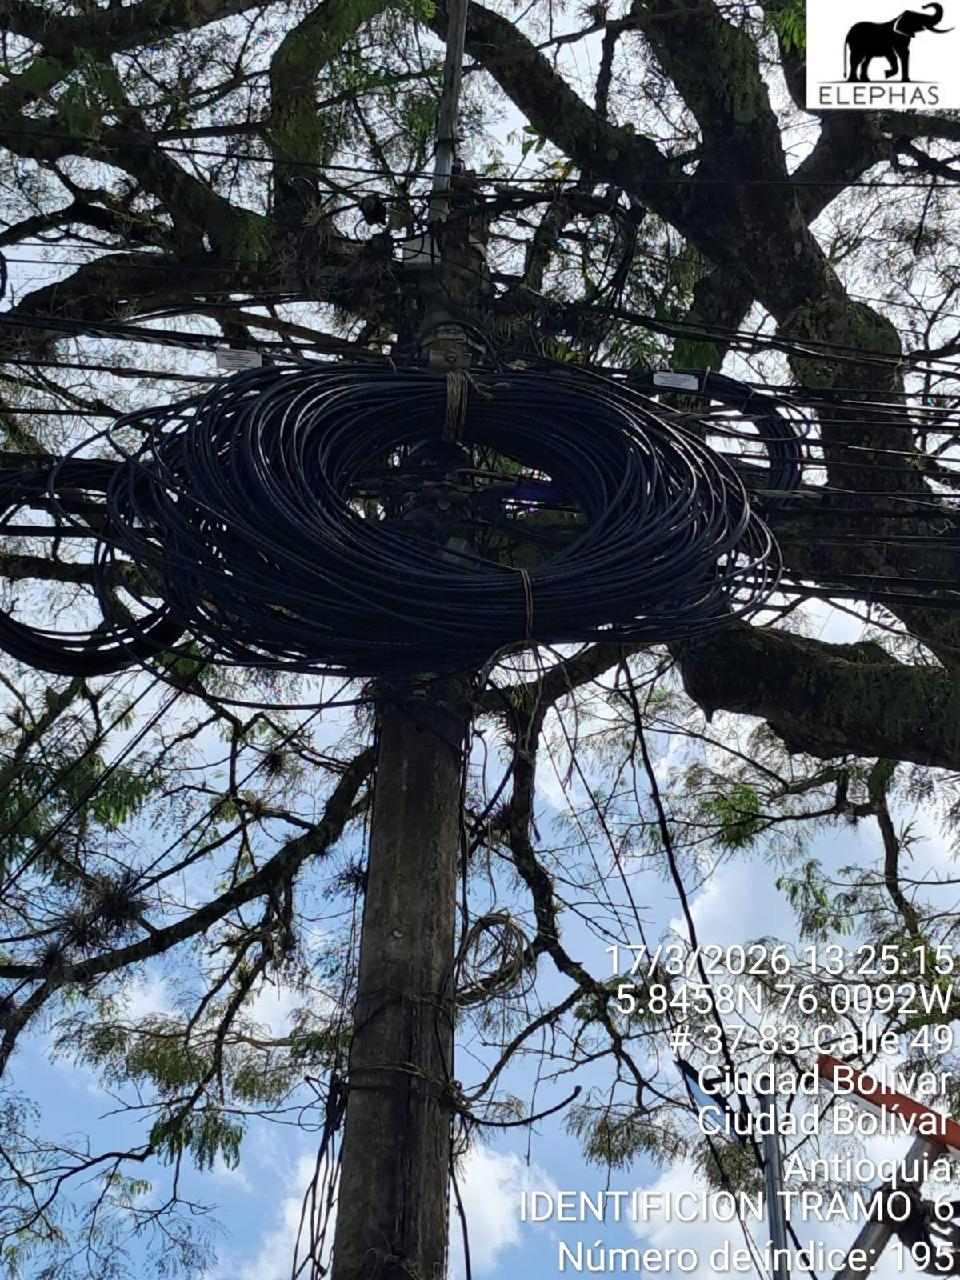 ELEPHAS
17/3/2026 13:25:15
5.8458N 76.0092W
# 37-83 Calle 49
Ciudad Bolívar
Ciudad Bolívar
Antioquia
IDENTIFICION TRAMO 6
Número de índice: 195